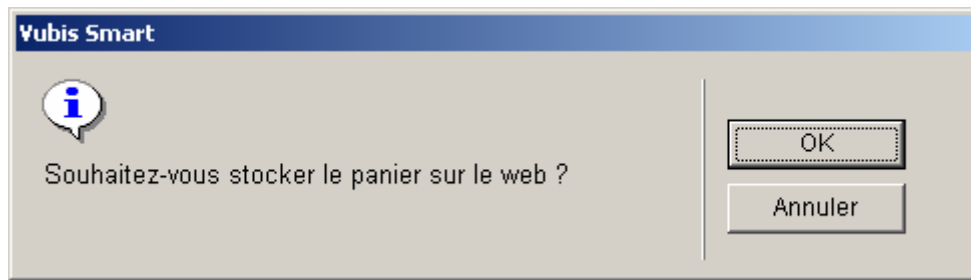 Vubis Smart
Souhaitez-vous stocker le panier sur le web ?
OK
Annuler